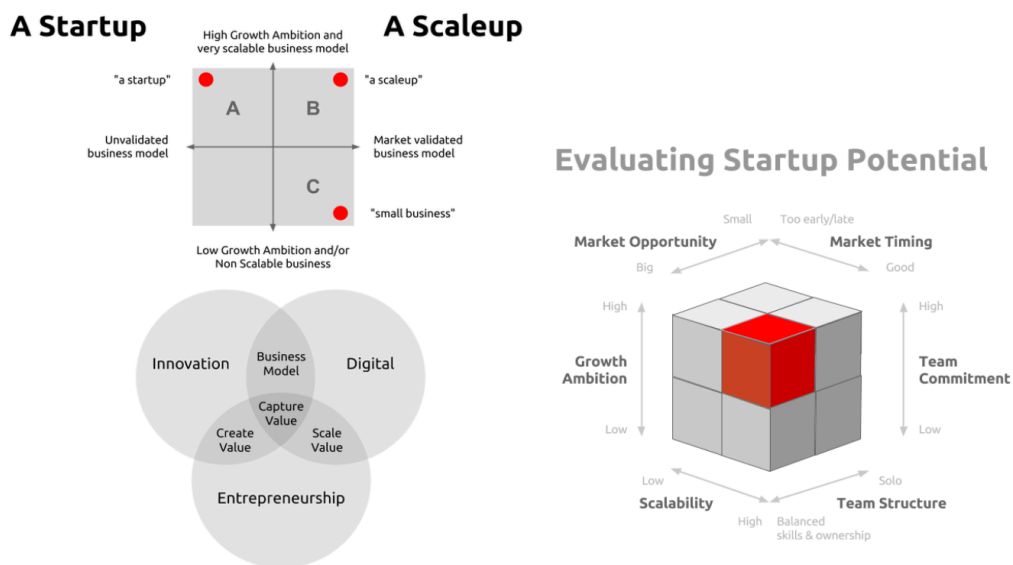 A Startup
A Scaleup
High Growth Ambition and
very scalable business model
"a startup"
"a scaleup"
A
B
Unvalidated
business model
Market validated
business model
C
"small business"
Low Growth Ambition and/or
Non Scalable business
Innovation
Business
Model
Digital
Capture
Value
Create
Value
Scale
Value
Entrepreneurship
Evaluating Startup Potential
Small
Too early/late
Market Opportunity
Market Timing
Big
Good
High
High
Growth
Ambition
Team
Commitment
Low
Low
Low
Solo
Scalability
Team Structure
High
Balanced
skills & ownership